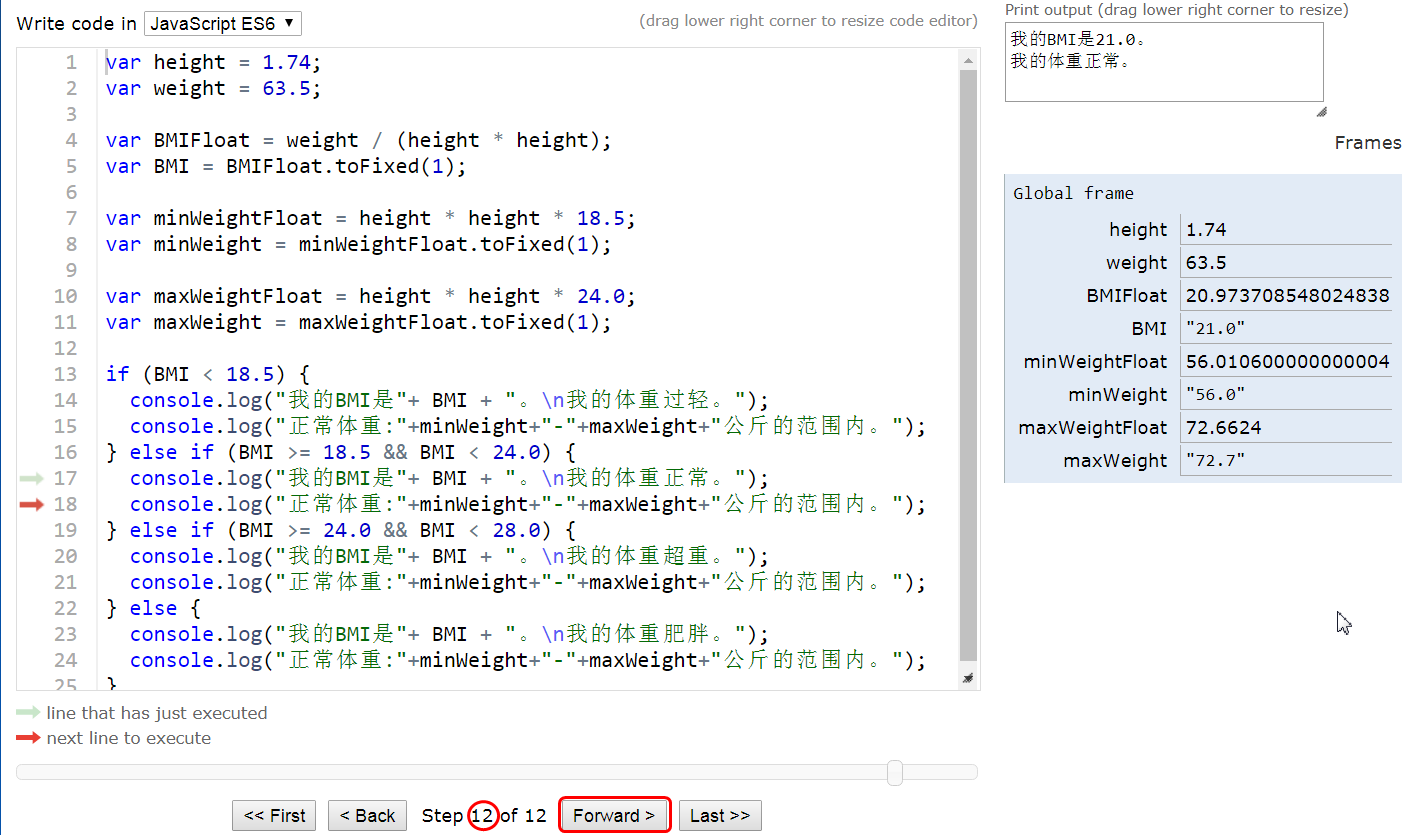 Write code in JavaScript ES6 ▼
(drag lower right corner to resize code editor)
1 var height = 1.74;
2 var weight = 63.5;
3
4 var BMIFloat = weight / (height * height);
5 var BMI = BMIFloat.toFixed(1);
6
7 var minWeightFloat = height * height * 18.5;
8 var minWeight = minWeightFloat.toFixed(1);
9
10 var maxWeightFloat = height * height * 24.0;
11 var maxWeight = maxWeightFloat.toFixed(1);
12
13 if (BMI < 18.5) {
14   console.log("我的BMI是"+ BMI + "。\n我的体重过轻。");
15   console.log("正常体重:"+minWeight+"-"+maxWeight+"公斤的范围内。");
16 } else if (BMI >= 18.5 && BMI < 24.0) {
17   console.log("我的BMI是"+ BMI + "。\n我的体重正常。");
18   console.log("正常体重:"+minWeight+"-"+maxWeight+"公斤的范围内。");
19 } else if (BMI >= 24.0 && BMI < 28.0) {
20   console.log("我的BMI是"+ BMI + "。\n我的体重超重。");
21   console.log("正常体重:"+minWeight+"-"+maxWeight+"公斤的范围内。");
22 } else {
23   console.log("我的BMI是"+ BMI + "。\n我的体重肥胖。");
24   console.log("正常体重:"+minWeight+"-"+maxWeight+"公斤的范围内。");
25 }
line that has just executed
next line to execute
<< First < Back Step 12 of 12 Forward > Last >>
Print output (drag lower right corner to resize)
我的BMI是21.0。
我的体重正常。
Frames
Global frame
height 1.74
weight 63.5
BMIFloat 20.973708548024838
BMI "21.0"
minWeightFloat 56.010600000000004
minWeight "56.0"
maxWeightFloat 72.6624
maxWeight "72.7"